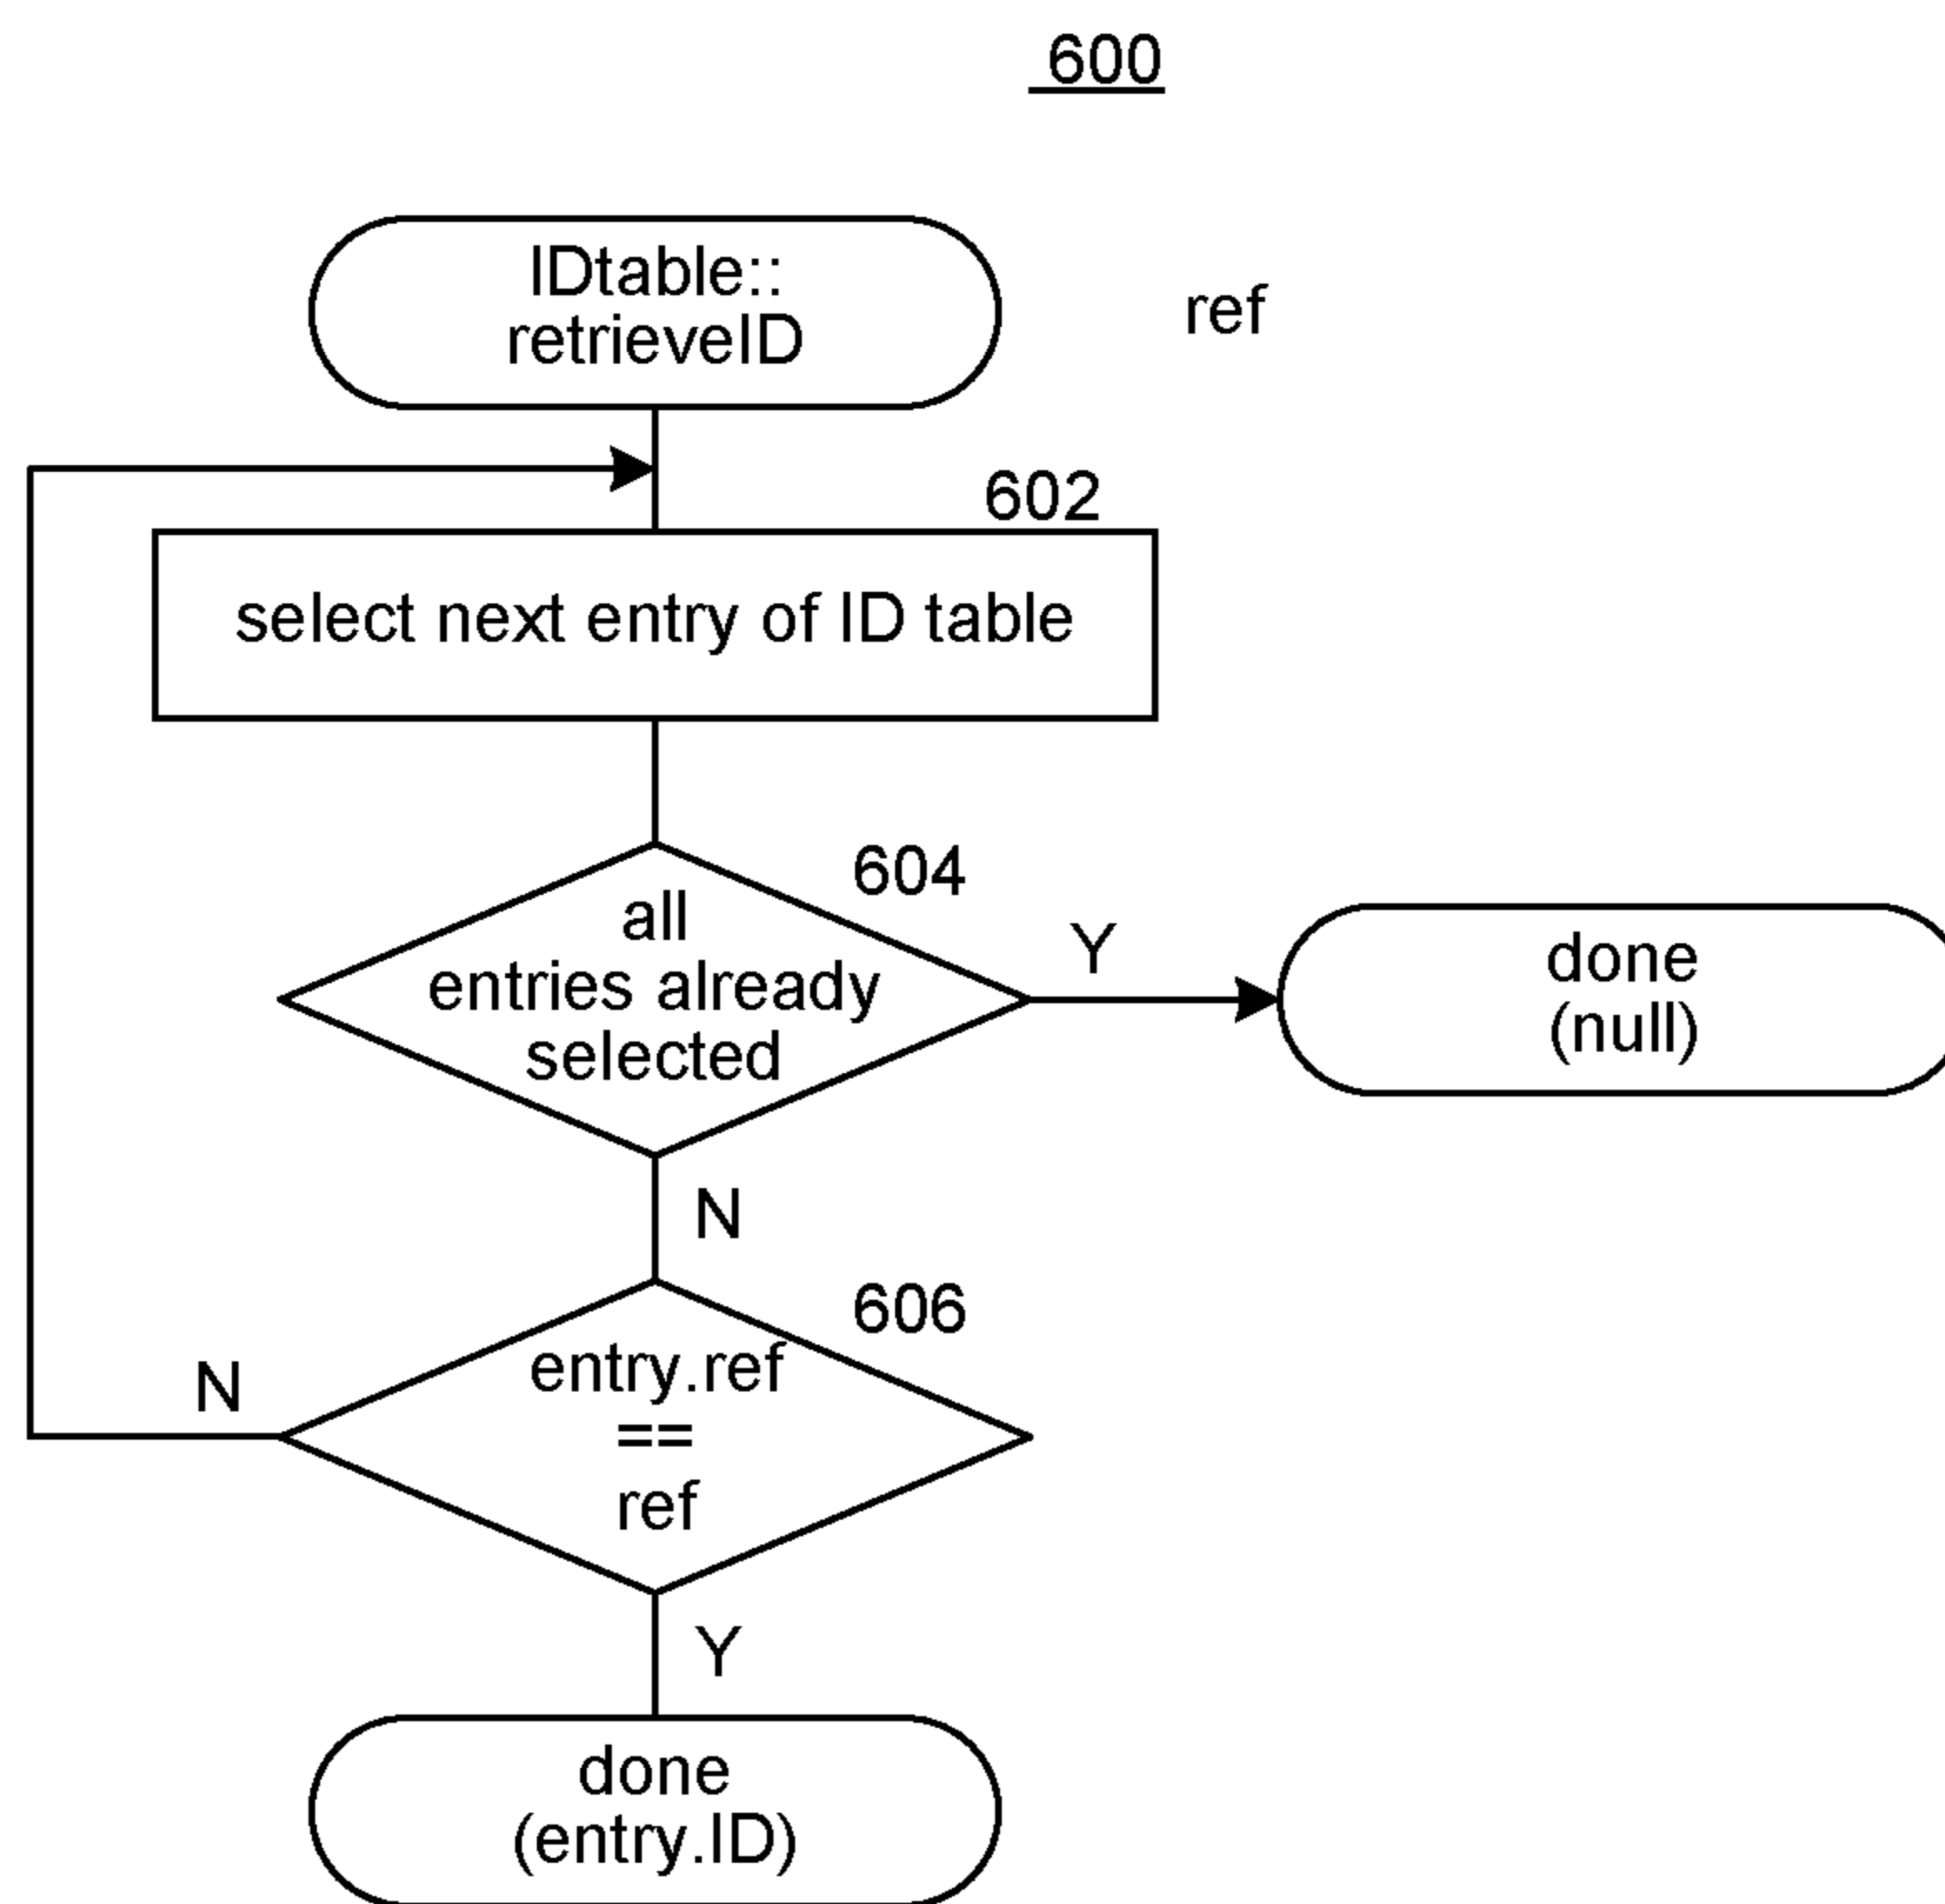 600
IDtable::
retrieveID
ref
602
select next entry of ID table
604
all
entries already
selected
Y
done
(null)
N
606
entry.ref
==
ref
N
Y
done
(entry.ID)